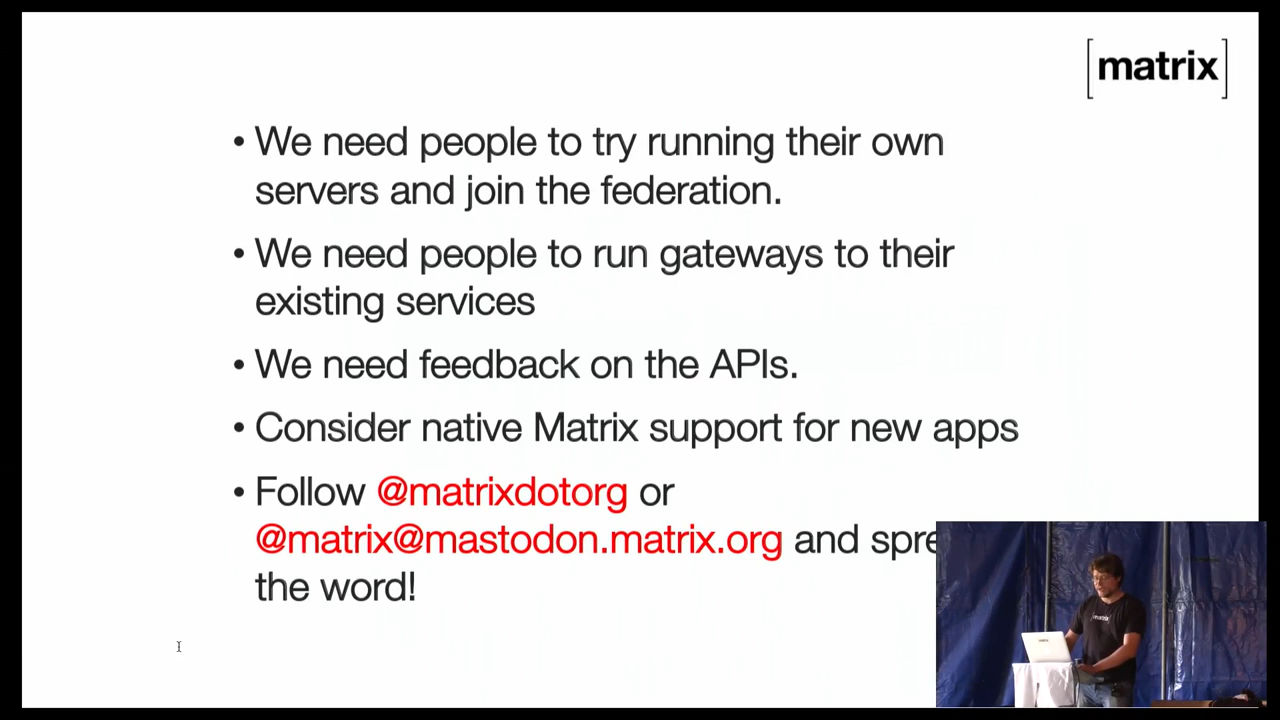 [matrix]
• We need people to try running their own
servers and join the federation.
• We need people to run gateways to their
existing services
• We need feedback on the APIs.
• Consider native Matrix support for new apps
• Follow @matrixdotorg or
@matrix@mastodon.matrix.org and spre
the word!